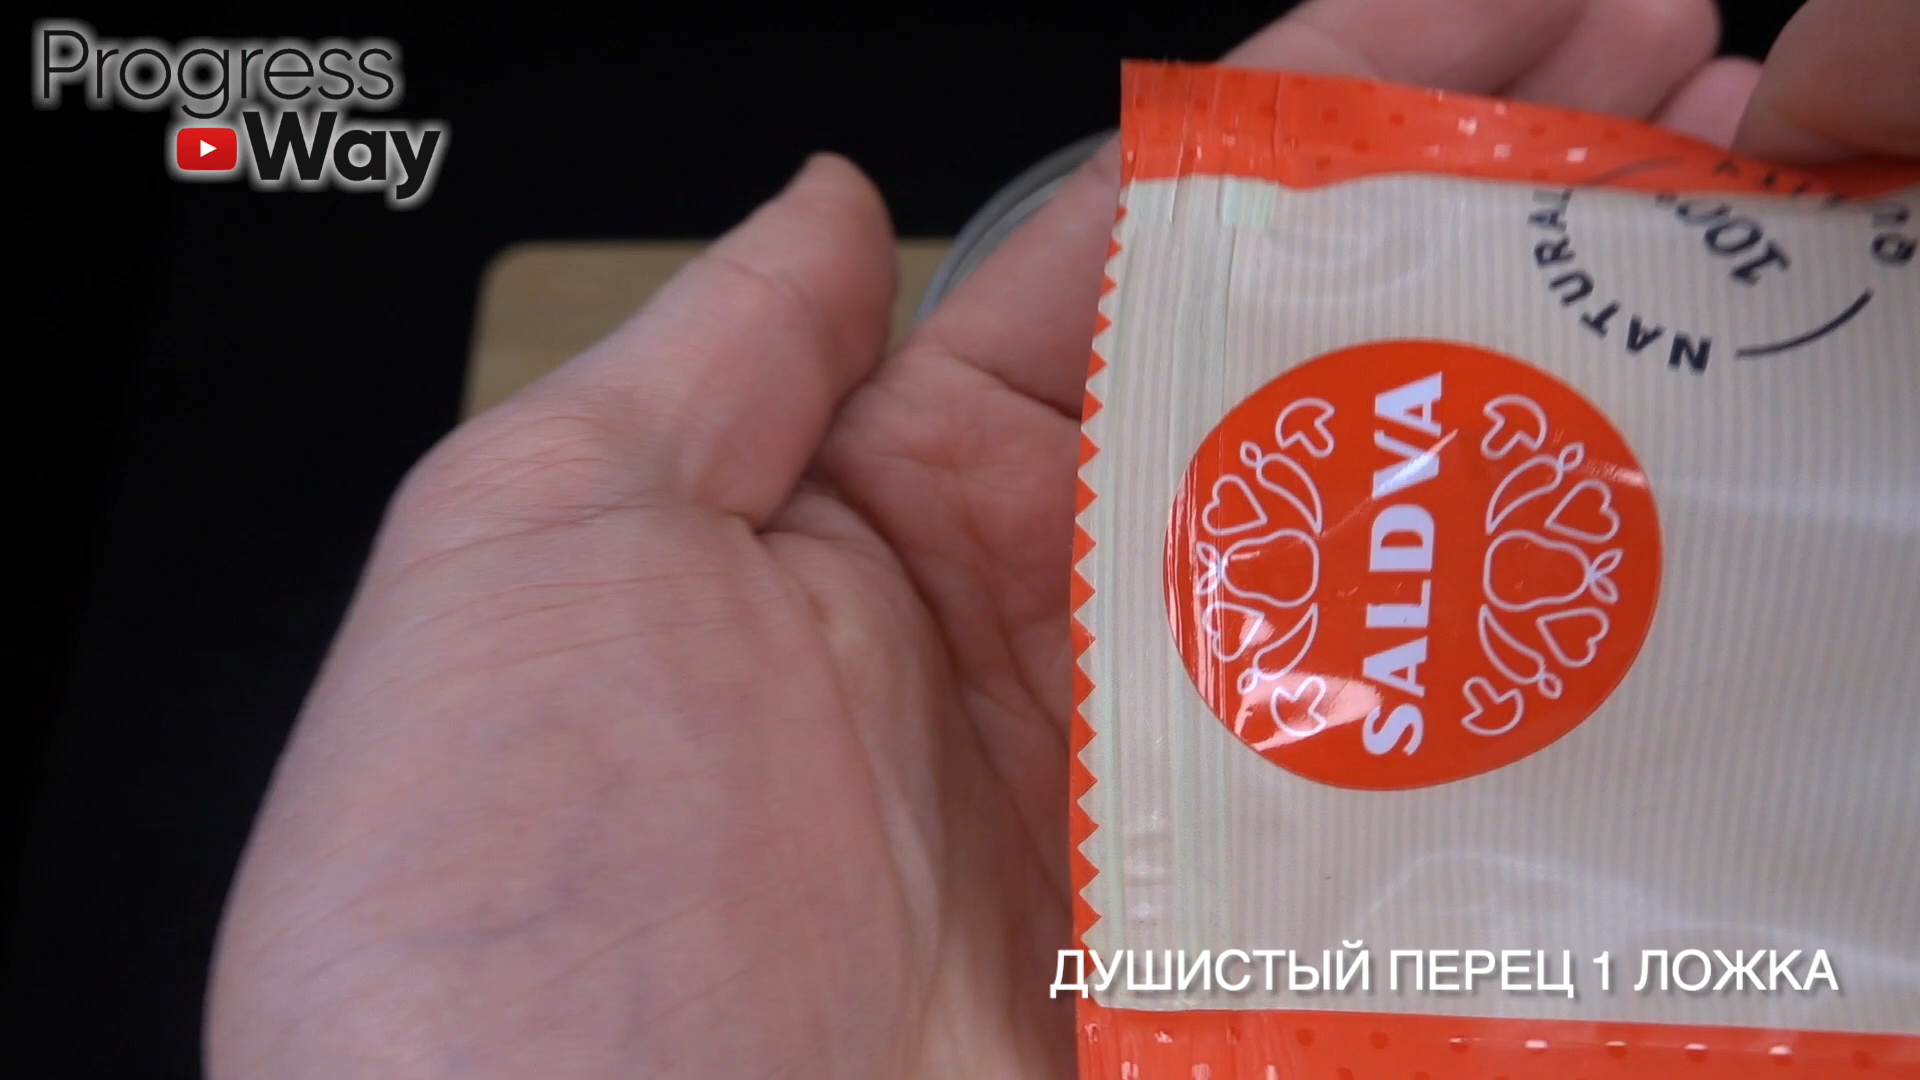 Progress
Way
NATURAL
100%
SALDVA
ДУШИСТЫЙ ПЕРЕЦ 1 ЛОЖКА